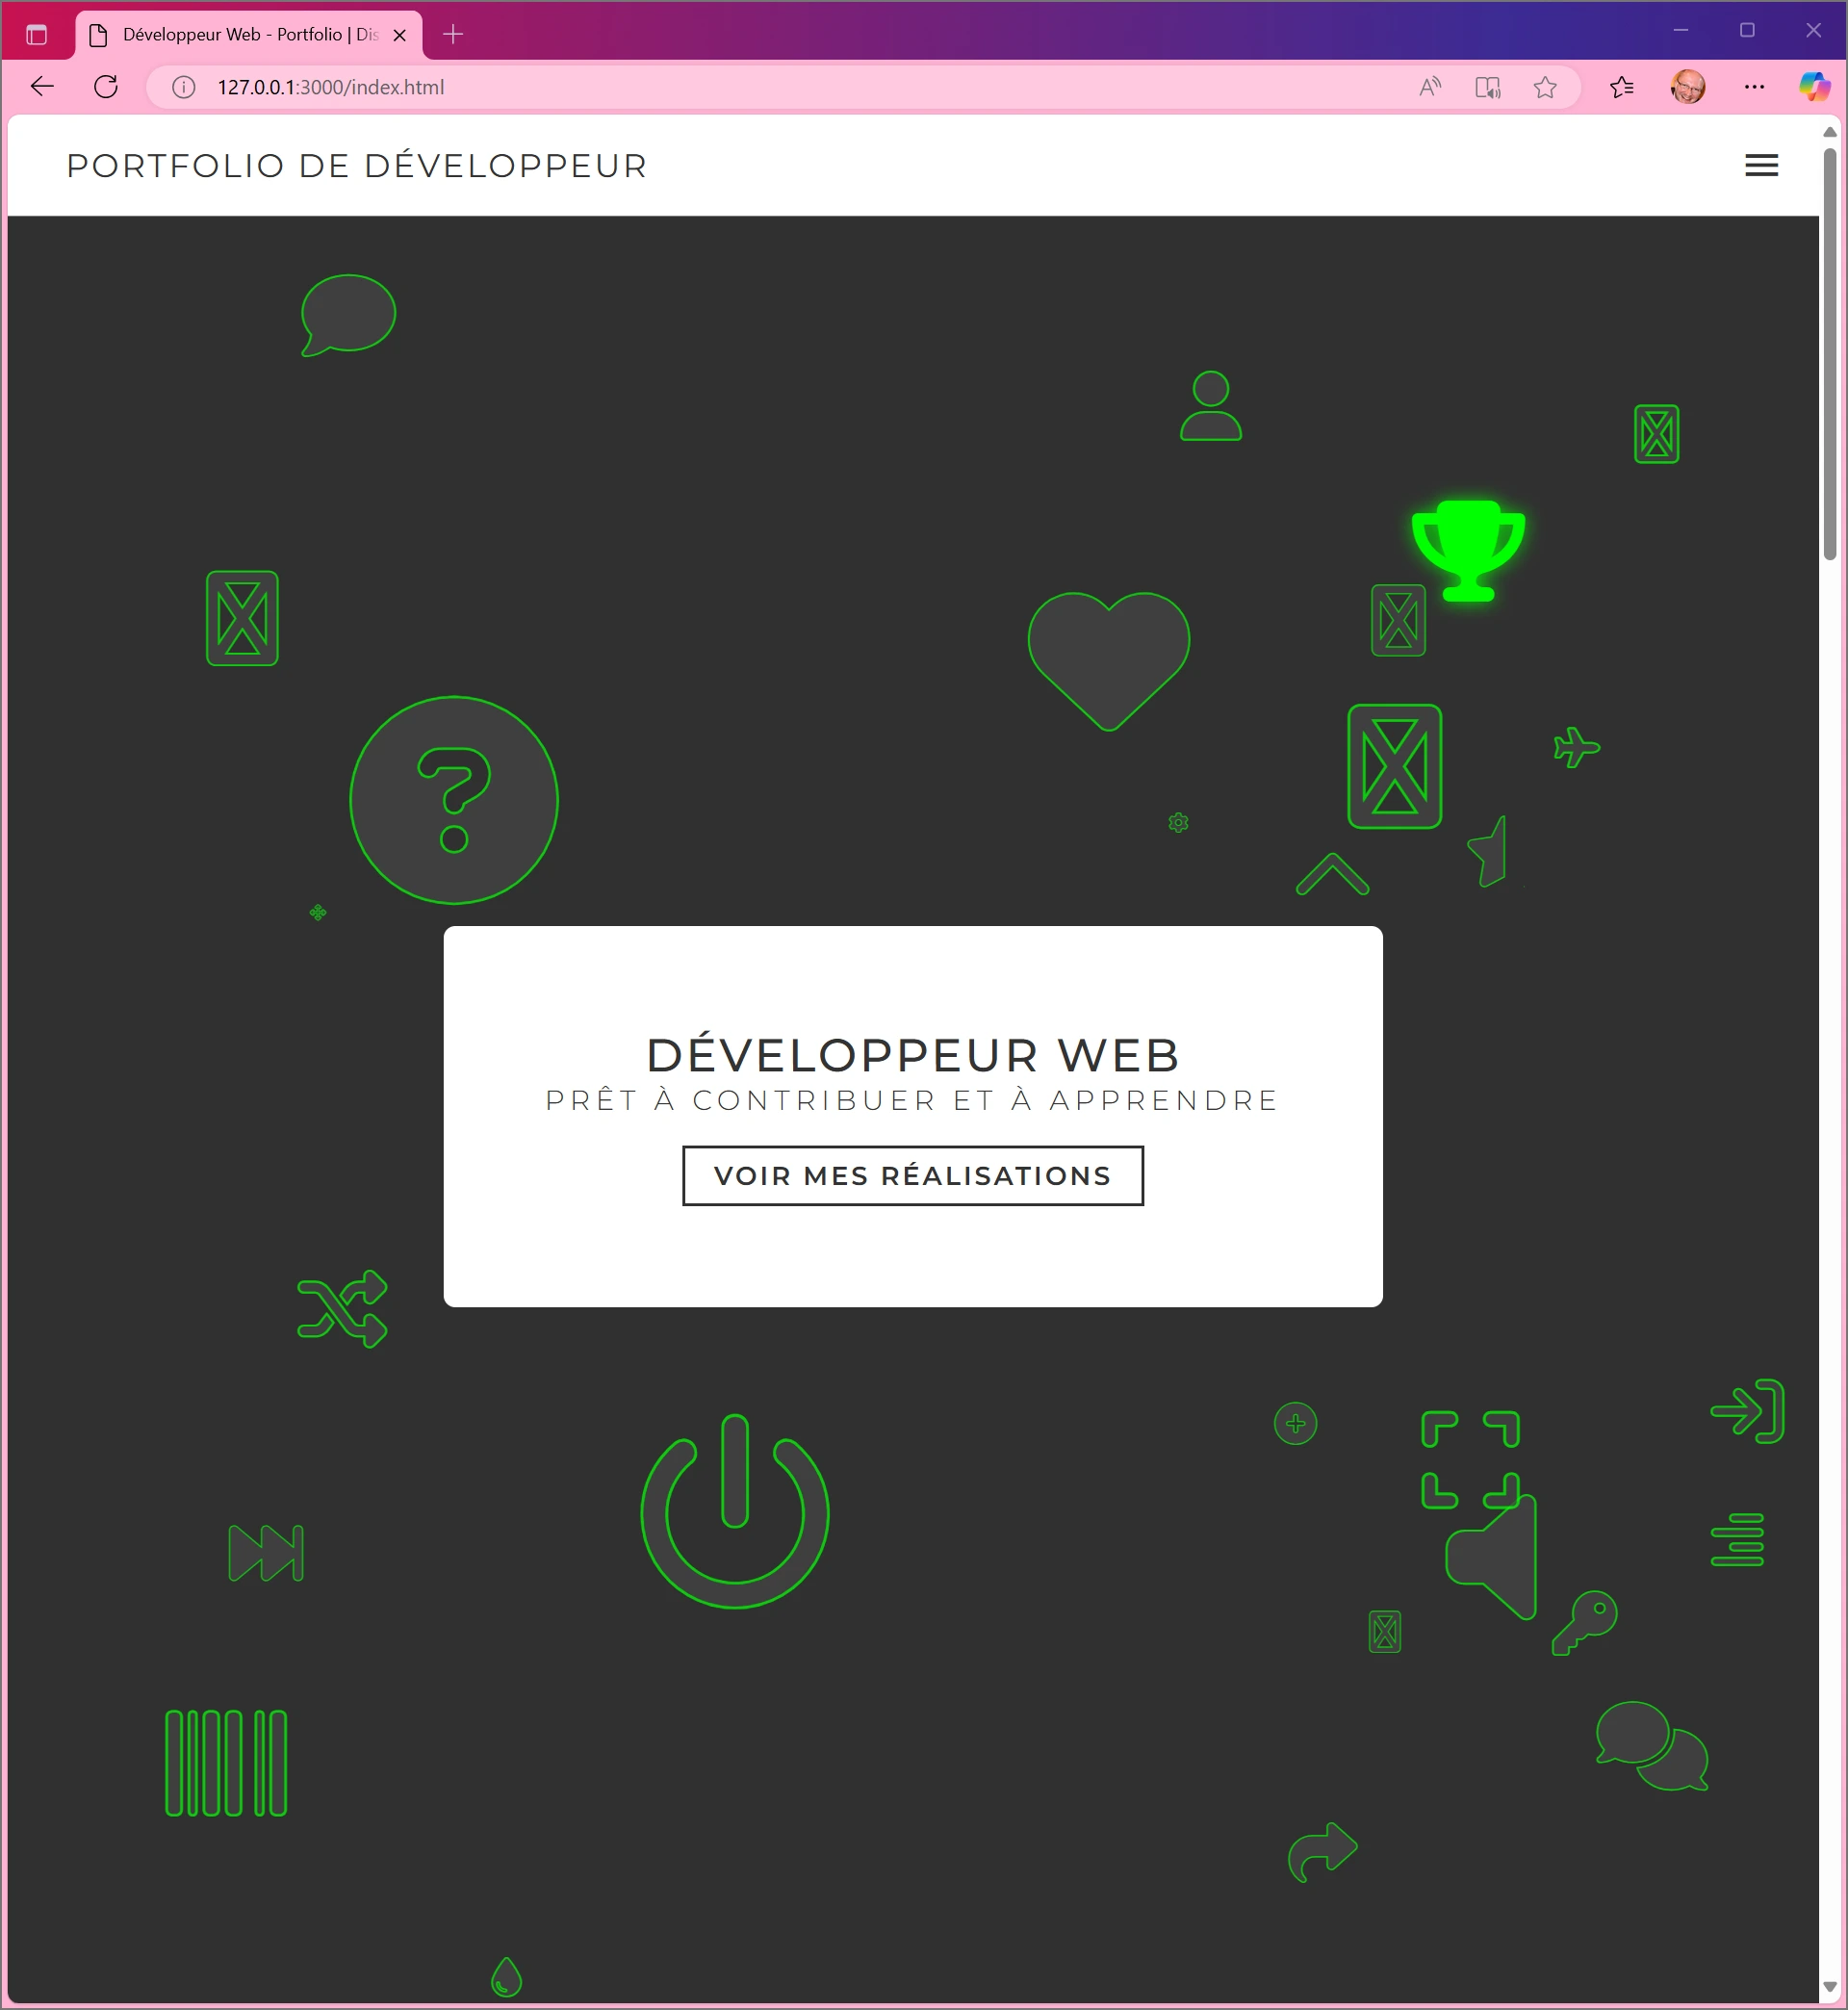 Développeur Web - Portfolio | Dis
127.0.0.1:3000/index.html
PORTFOLIO DE DÉVELOPPEUR
DÉVELOPPEUR WEB
PRÊT À CONTRIBUER ET À APPRENDRE
VOIR MES RÉALISATIONS